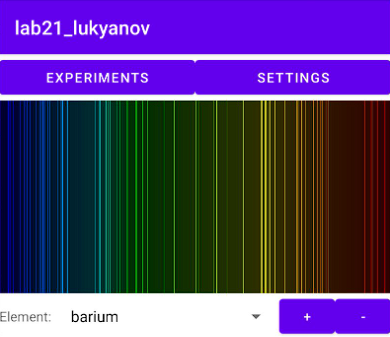 lab21_lukyanov
EXPERIMENTS SETTINGS
Element: barium + -